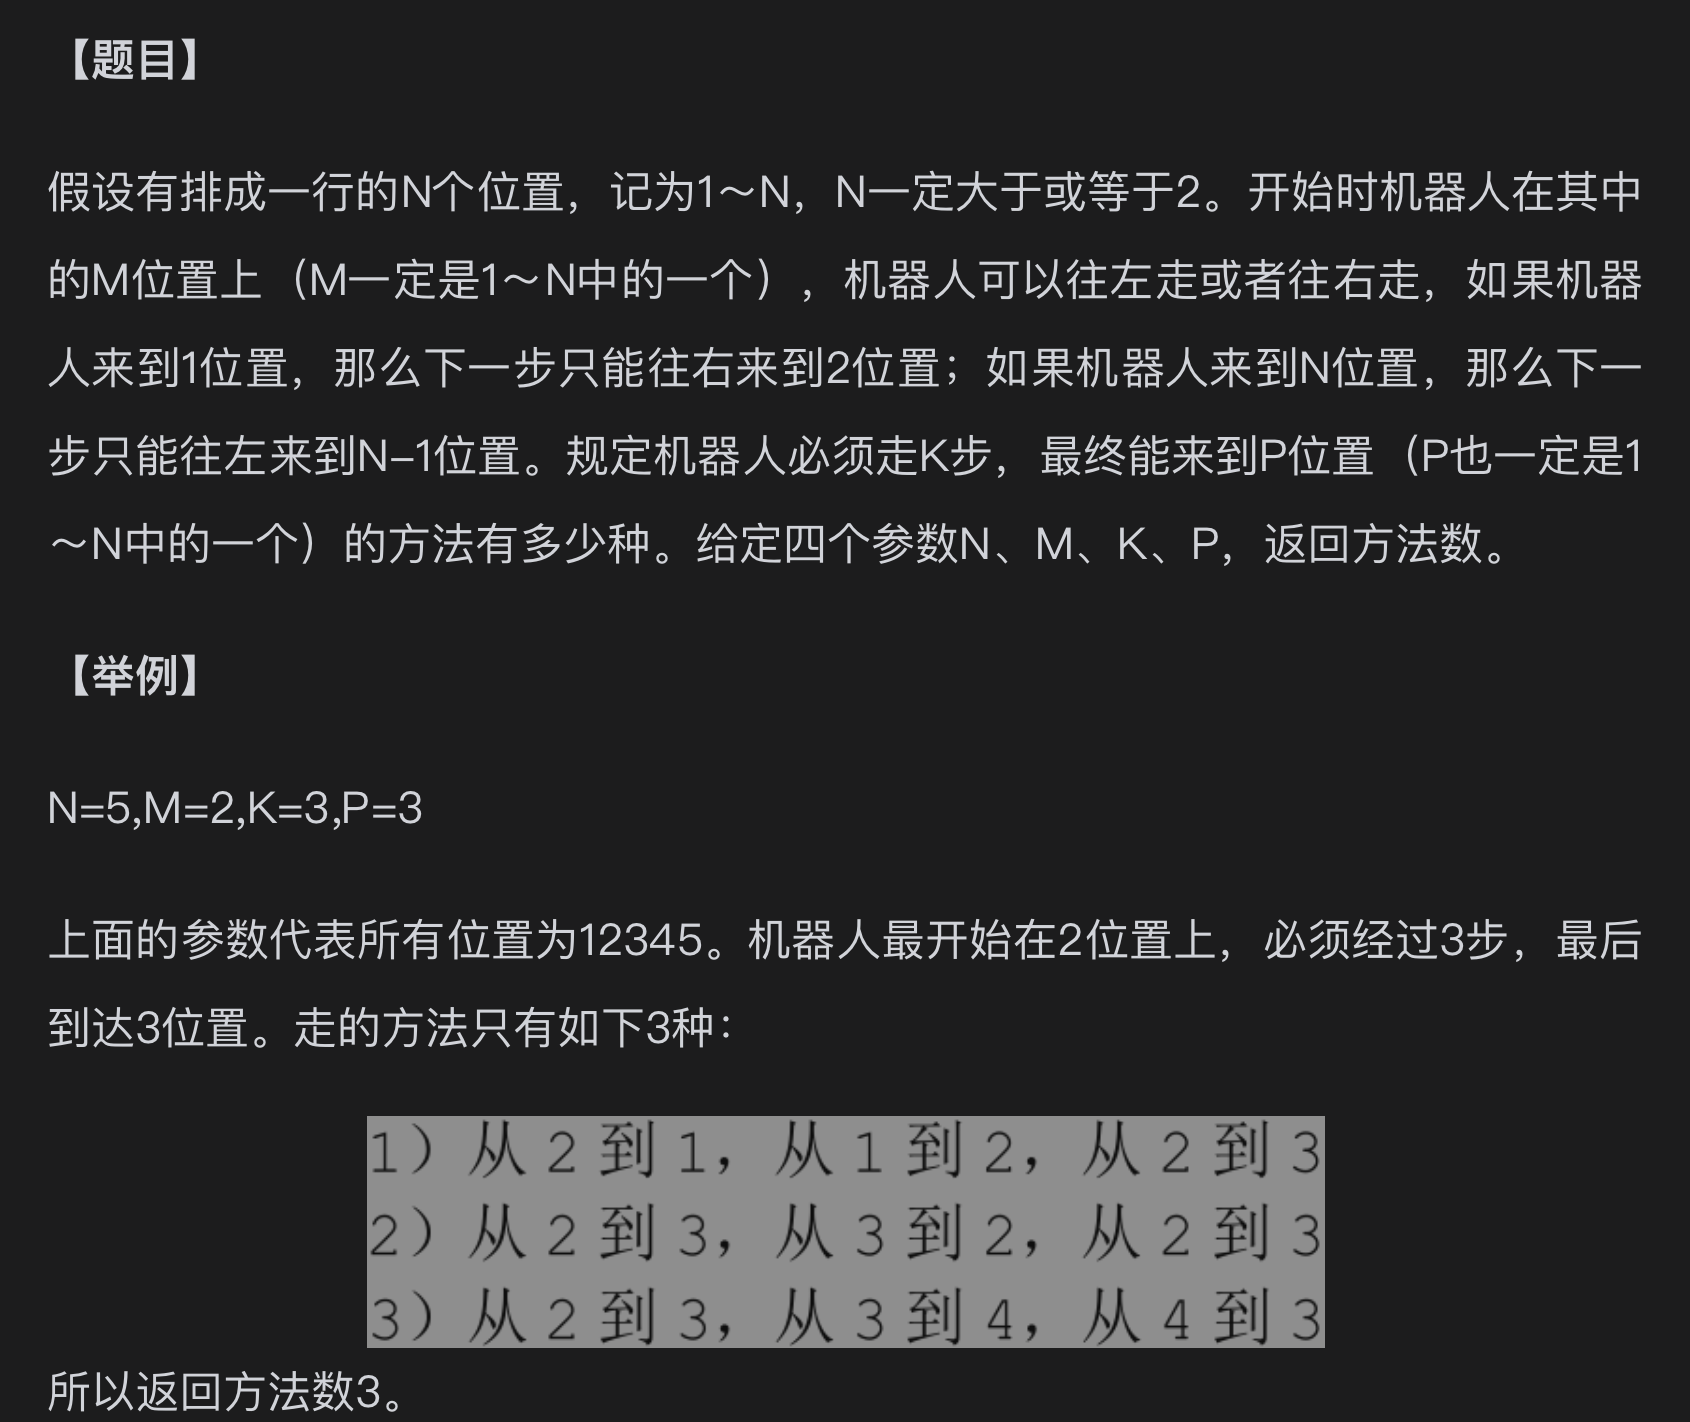 【题目】
假设有排成一行的N个位置，记为1～N，N一定大于或等于2。开始时机器人在其中
的M位置上（M一定是1～N中的一个），机器人可以往左走或者往右走，如果机器
人来到1位置，那么下一步只能往右来到2位置；如果机器人来到N位置，那么下一
步只能往左来到N–1位置。规定机器人必须走K步，最终能来到P位置（P也一定是1
～N中的一个）的方法有多少种。给定四个参数N、M、K、P，返回方法数。
【举例】
N=5,M=2,K=3,P=3
上面的参数代表所有位置为12345。机器人最开始在2位置上，必须经过3步，最后
到达3位置。走的方法只有如下3种：
1）从 2 到 1，从 1 到 2，从 2 到 3
2）从 2 到 3，从 3 到 2，从 2 到 3
3）从 2 到 3，从 3 到 4，从 4 到 3
所以返回方法数3。